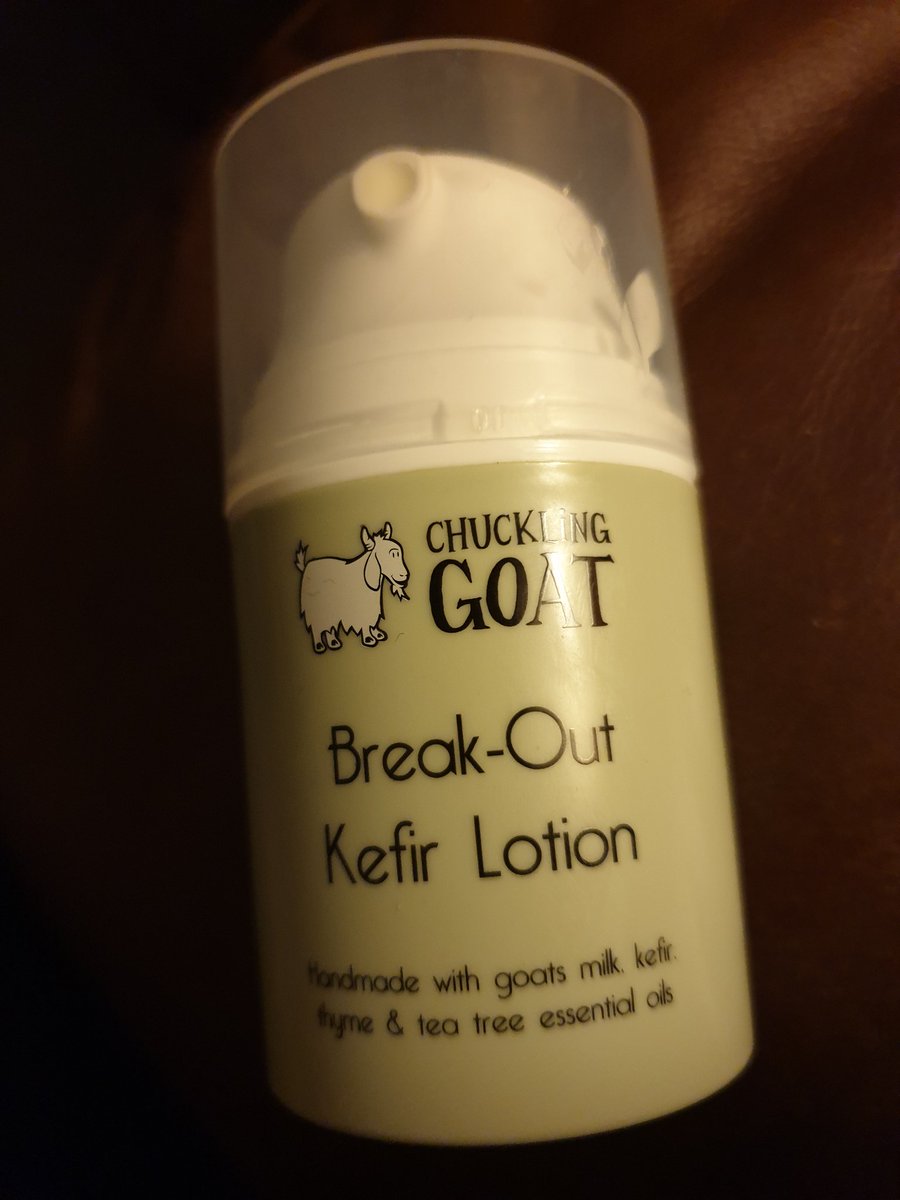 CHUCKLING
GOAT
Break-Out
Kefir Lotion
Handmade with goats milk, kefir,
thyme & tea tree essential oils